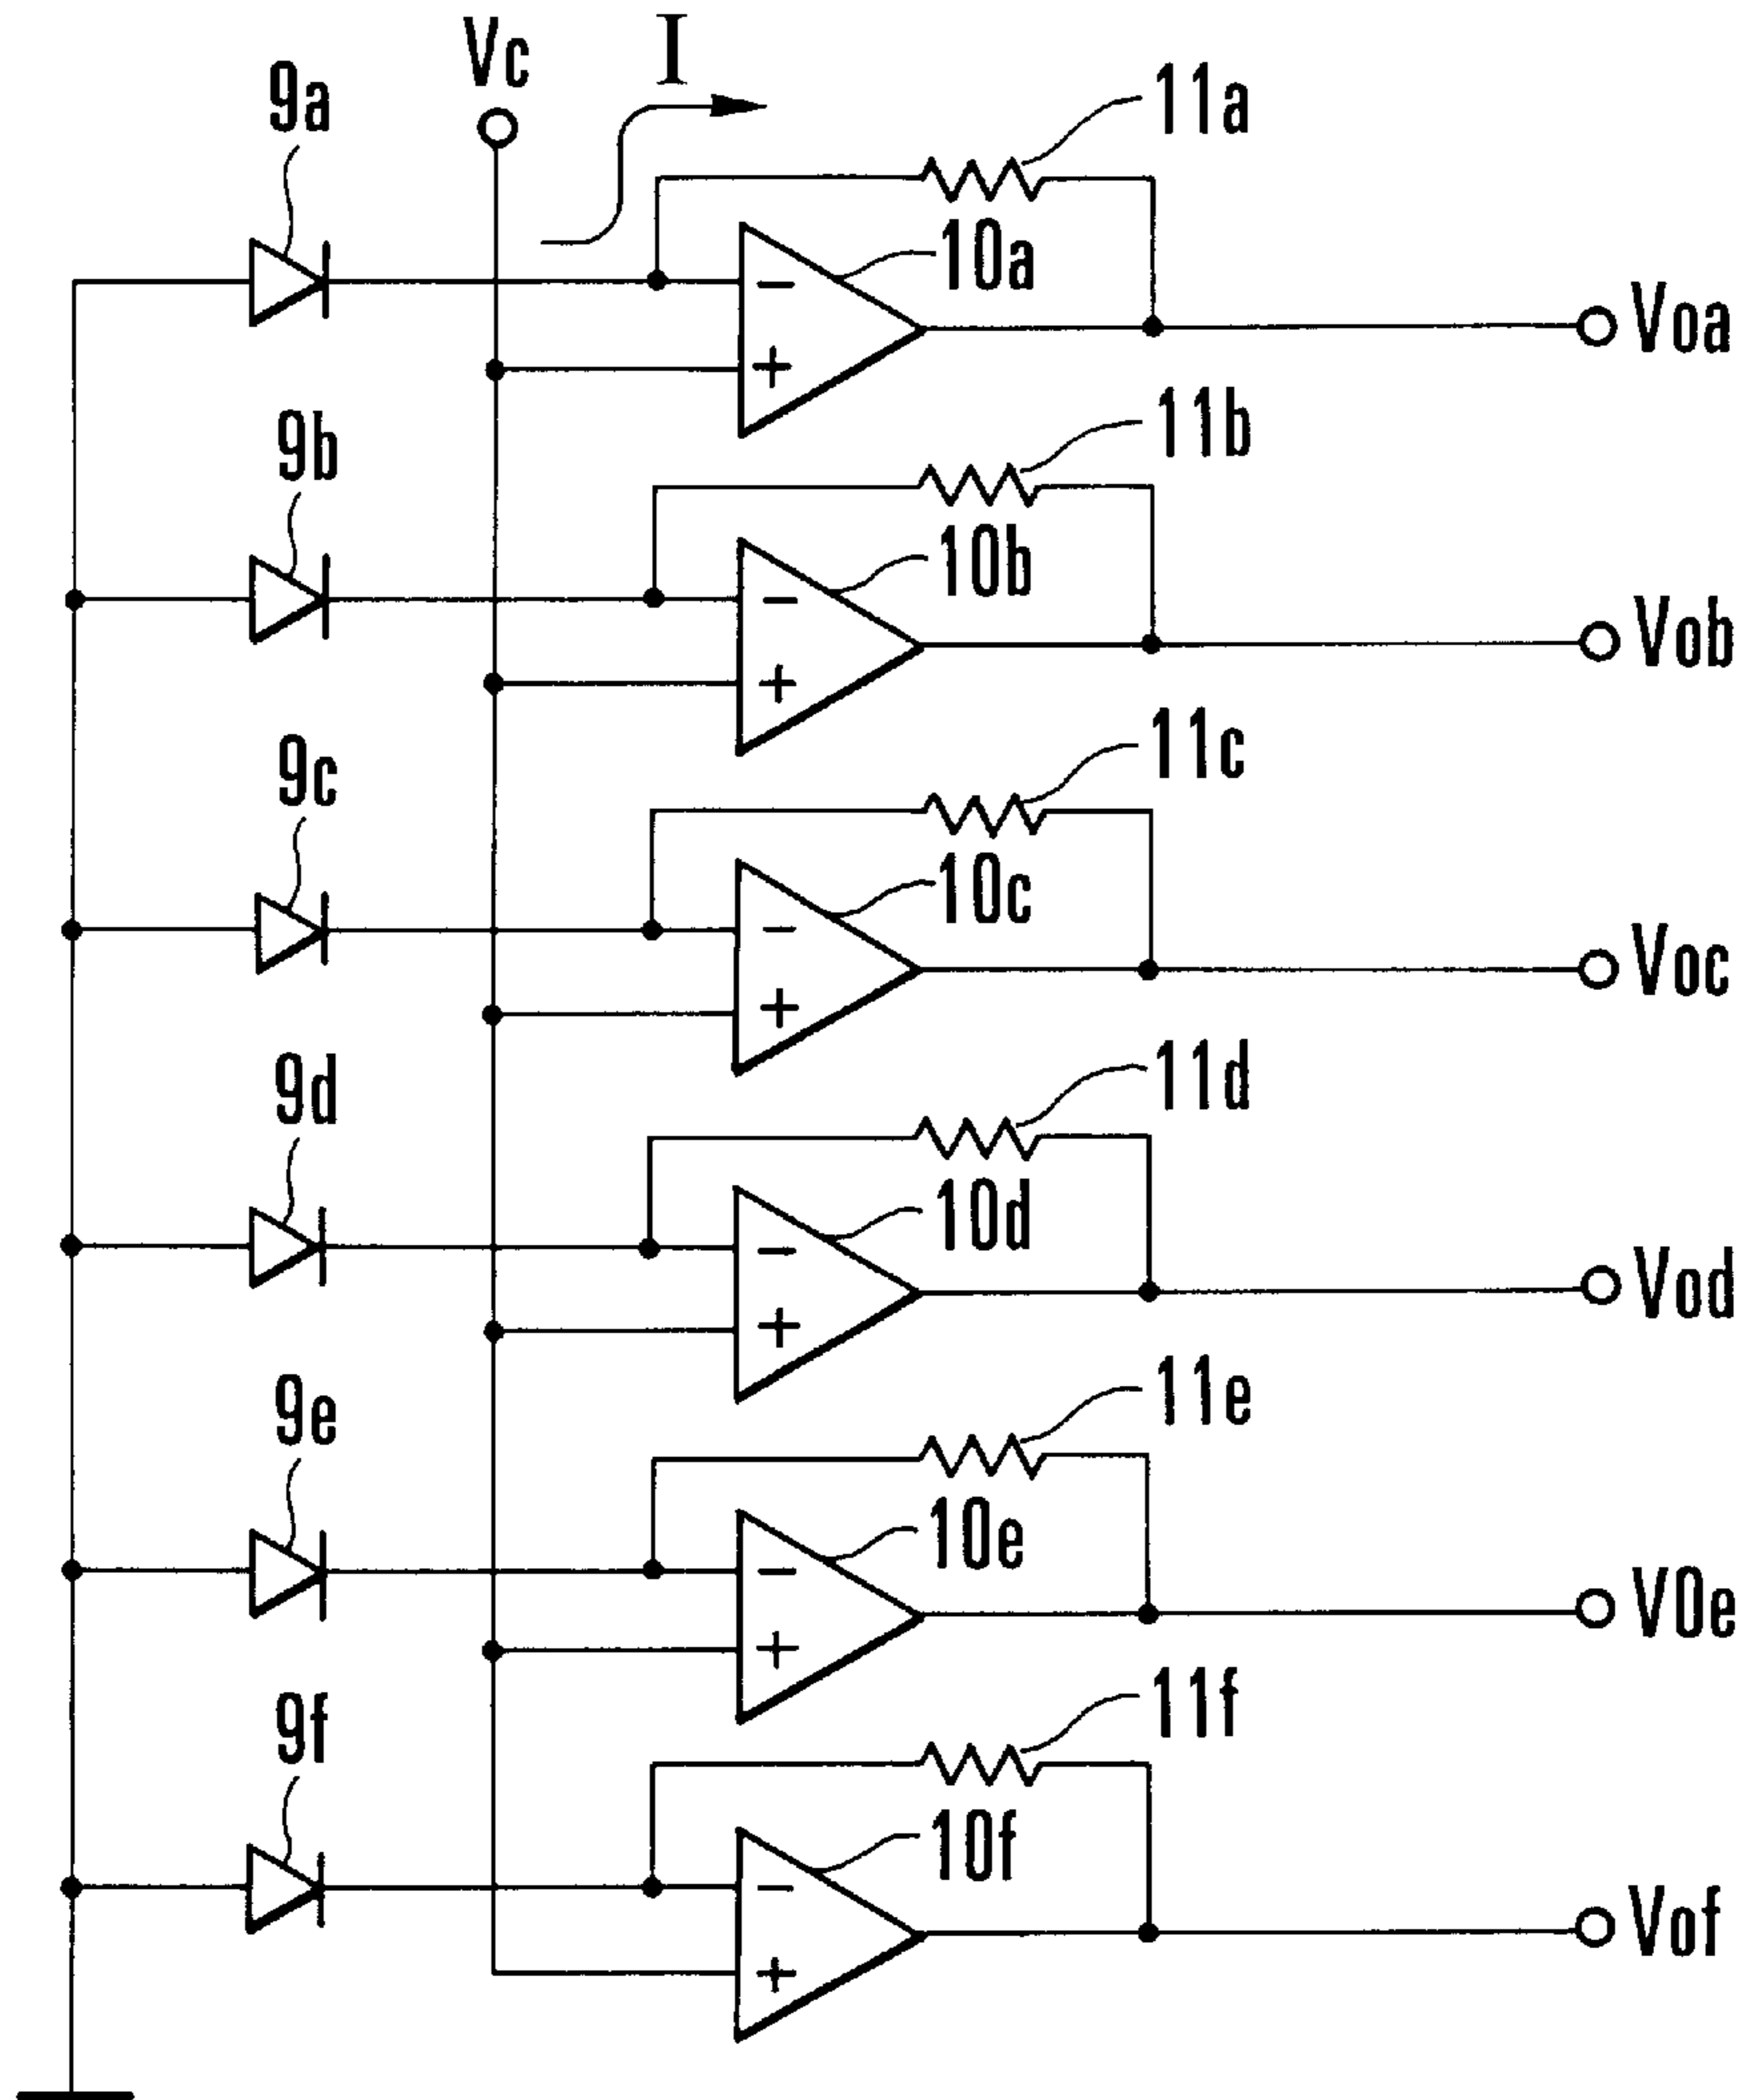 Vc
I
9a
11a
10a
−
+
Voa
9b
11b
10b
−
+
Vob
9c
11c
10c
−
+
Voc
9d
11d
10d
−
+
Vod
9e
11e
10e
−
+
V0e
9f
11f
10f
−
+
Vof